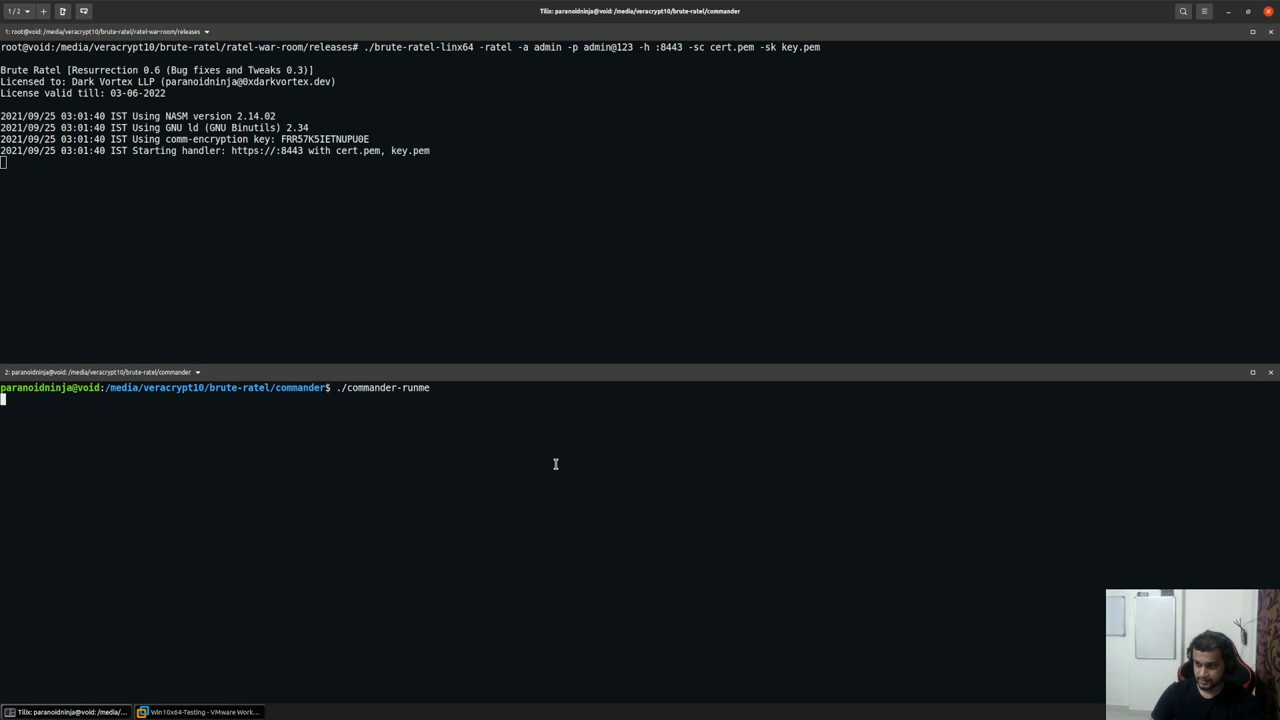 1 / 2
Tilix: paranoidninja@void:/media/veracrypt10/brute-ratel/commander
1: root@void: /media/veracrypt10/brute-ratel/ratel-war-room/releases
root@void:/media/veracrypt10/brute-ratel/ratel-war-room/releases# ./brute-ratel-linx64 -ratel -a admin -p admin@123 -h :8443 -sc cert.pem -sk key.pem
Brute Ratel [Resurrection 0.6 (Bug fixes and Tweaks 0.3)]
Licensed to: Dark Vortex LLP (paranoidninja@0xdarkvortex.dev)
License valid till: 03-06-2022
2021/09/25 03:01:40 IST Using NASM version 2.14.02
2021/09/25 03:01:40 IST Using GNU ld (GNU Binutils) 2.34
2021/09/25 03:01:40 IST Using comm-encryption key: FRR57K5IETNUPU0E
2021/09/25 03:01:40 IST Starting handler: https://:8443 with cert.pem, key.pem
2: paranoidninja@void:/media/veracrypt10/brute-ratel/commander
paranoidninja@void:/media/veracrypt10/brute-ratel/commander$ ./commander-runme
Tilix: paranoidninja@void:/media/...
Win10x64-Testing - VMware Work...